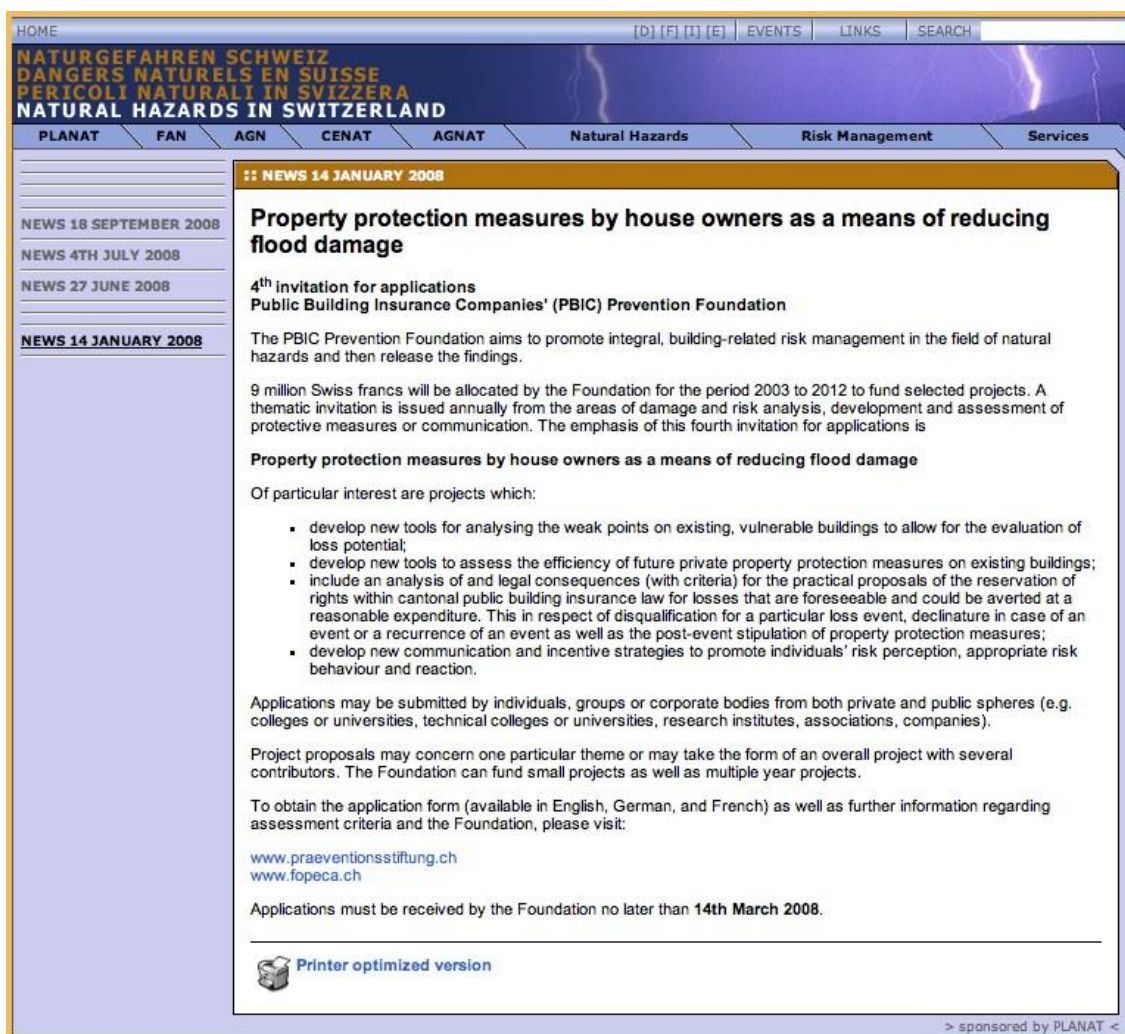 HOME [D] [F] [I] [E] EVENTS LINKS SEARCH
NATURGEFAHREN SCHWEIZ
DANGERS NATURELS EN SUISSE
PERICOLI NATURALI IN SVIZZERA
NATURAL HAZARDS IN SWITZERLAND
PLANAT FAN AGN CENAT AGNAT Natural Hazards Risk Management Services
NEWS 18 SEPTEMBER 2008
NEWS 4TH JULY 2008
NEWS 27 JUNE 2008
NEWS 14 JANUARY 2008
:: NEWS 14 JANUARY 2008
Property protection measures by house owners as a means of reducing
flood damage
4th invitation for applications
Public Building Insurance Companies' (PBIC) Prevention Foundation
The PBIC Prevention Foundation aims to promote integral, building-related risk management in the field of natural
hazards and then release the findings.
9 million Swiss francs will be allocated by the Foundation for the period 2003 to 2012 to fund selected projects. A
thematic invitation is issued annually from the areas of damage and risk analysis, development and assessment of
protective measures or communication. The emphasis of this fourth invitation for applications is
Property protection measures by house owners as a means of reducing flood damage
Of particular interest are projects which:
▪ develop new tools for analysing the weak points on existing, vulnerable buildings to allow for the evaluation of
loss potential;
▪ develop new tools to assess the efficiency of future private property protection measures on existing buildings;
▪ include an analysis of and legal consequences (with criteria) for the practical proposals of the reservation of
rights within cantonal public building insurance law for losses that are foreseeable and could be averted at a
reasonable expenditure. This in respect of disqualification for a particular loss event, declinature in case of an
event or a recurrence of an event as well as the post-event stipulation of property protection measures;
▪ develop new communication and incentive strategies to promote individuals' risk perception, appropriate risk
behaviour and reaction.
Applications may be submitted by individuals, groups or corporate bodies from both private and public spheres (e.g.
colleges or universities, technical colleges or universities, research institutes, associations, companies).
Project proposals may concern one particular theme or may take the form of an overall project with several
contributors. The Foundation can fund small projects as well as multiple year projects.
To obtain the application form (available in English, German, and French) as well as further information regarding
assessment criteria and the Foundation, please visit:
www.praeventionsstiftung.ch
www.fopeca.ch
Applications must be received by the Foundation no later than 14th March 2008.
Printer optimized version
> sponsored by PLANAT <